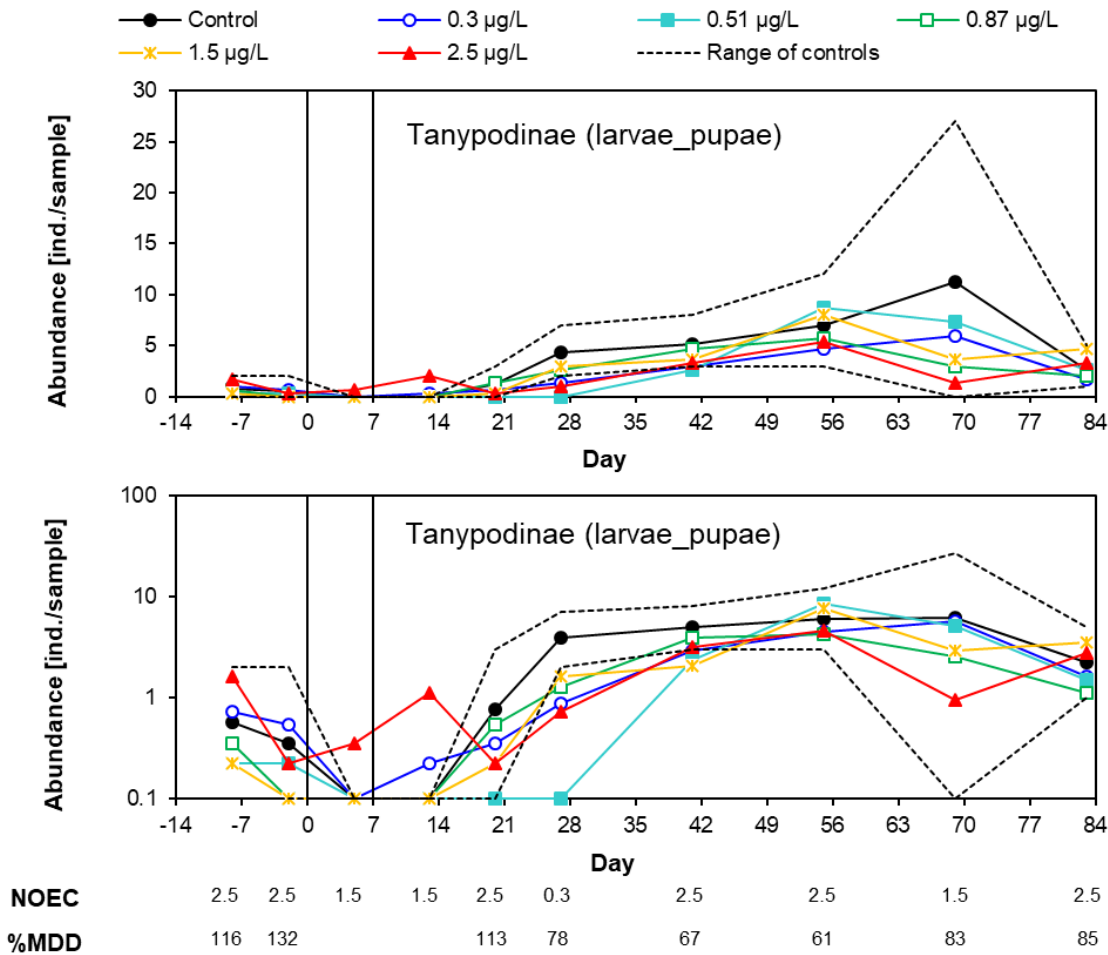 Control 0.3 µg/L 0.51 µg/L 0.87 µg/L
1.5 µg/L 2.5 µg/L Range of controls
30
25
20
15
10
5
0
Abundance [ind./sample]
Tanypodinae (larvae_pupae)
-14 -7 0 7 14 21 28 35 42 49 56 63 70 77 84
Day
100
10
1
0.1
Abundance [ind./sample]
Tanypodinae (larvae_pupae)
-14 -7 0 7 14 21 28 35 42 49 56 63 70 77 84
Day
NOEC 2.5 2.5 1.5 1.5 2.5 0.3 2.5 2.5 1.5 2.5
%MDD 116 132 113 78 67 61 83 85